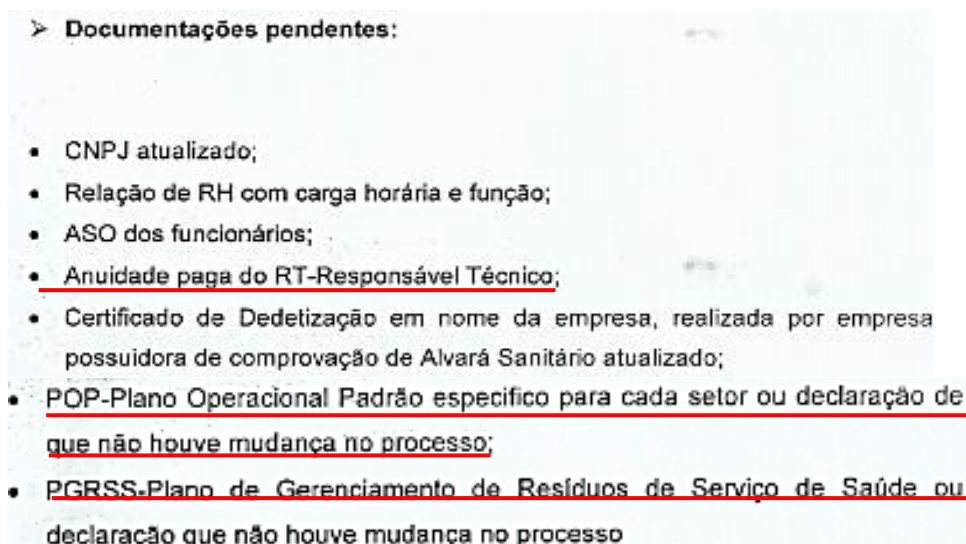 ➢ Documentações pendentes:
• CNPJ atualizado;
• Relação de RH com carga horária e função;
• ASO dos funcionários;
• Anuidade paga do RT-Responsável Técnico;
• Certificado de Dedetização em nome da empresa, realizada por empresa
possuidora de comprovação de Alvará Sanitário atualizado;
• POP-Plano Operacional Padrão especifico para cada setor ou declaração de
que não houve mudança no processo;
• PGRSS-Plano de Gerenciamento de Resíduos de Serviço de Saúde ou
declaração que não houve mudança no processo